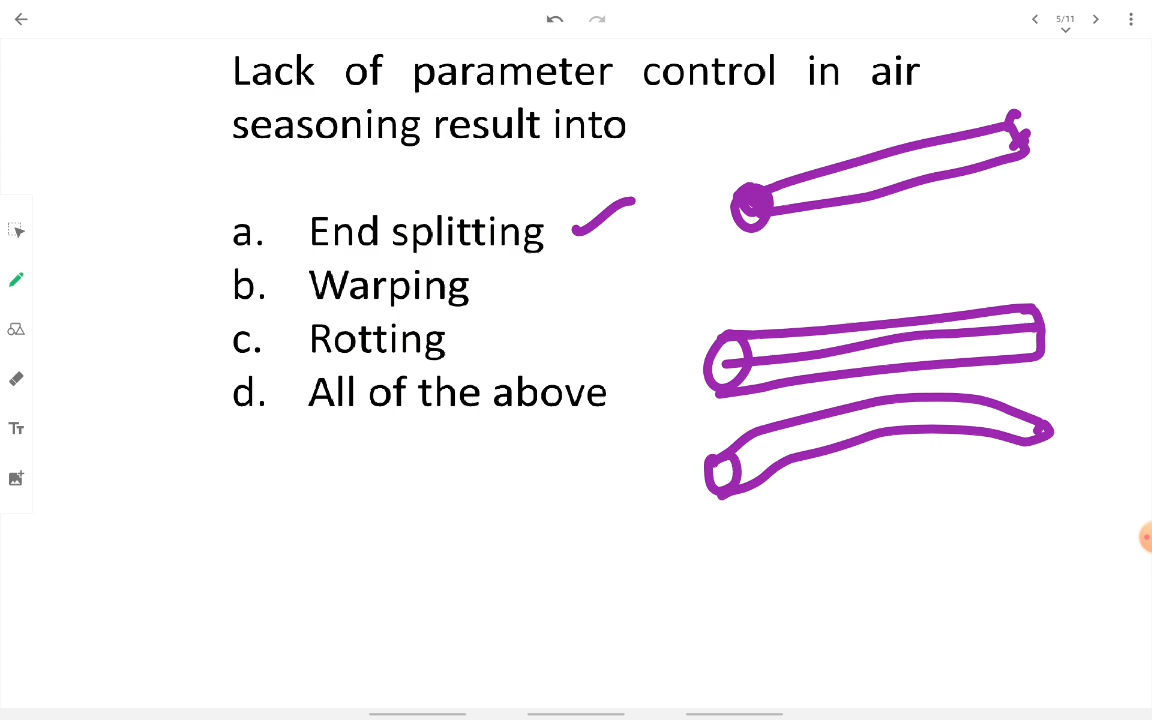 5/11
Lack of parameter control in air
seasoning result into
a. End splitting
b. Warping
c. Rotting
d. All of the above
Tт